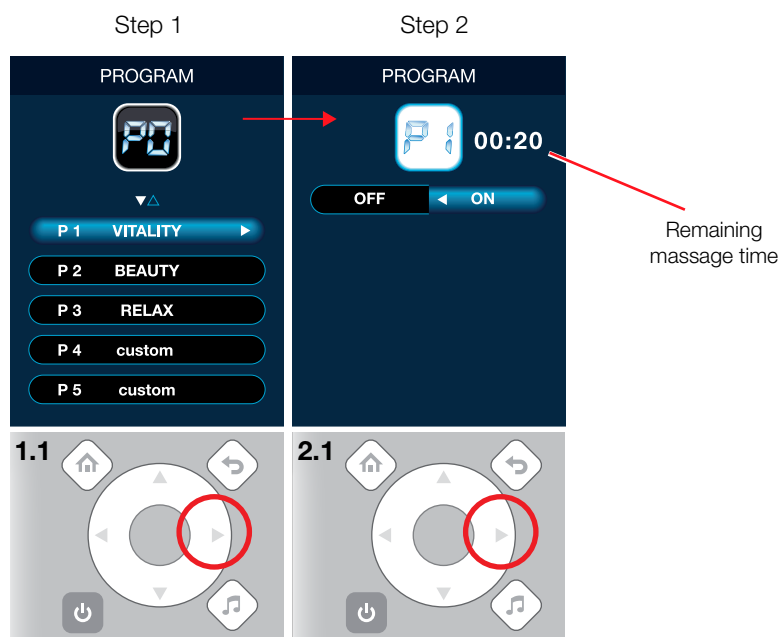 Step 1
Step 2
PROGRAM
P0
P 1 VITALITY
P 2 BEAUTY
P 3 RELAX
P 4 custom
P 5 custom
PROGRAM
P1 00:20
OFF ON
Remaining
massage time
1.1
2.1